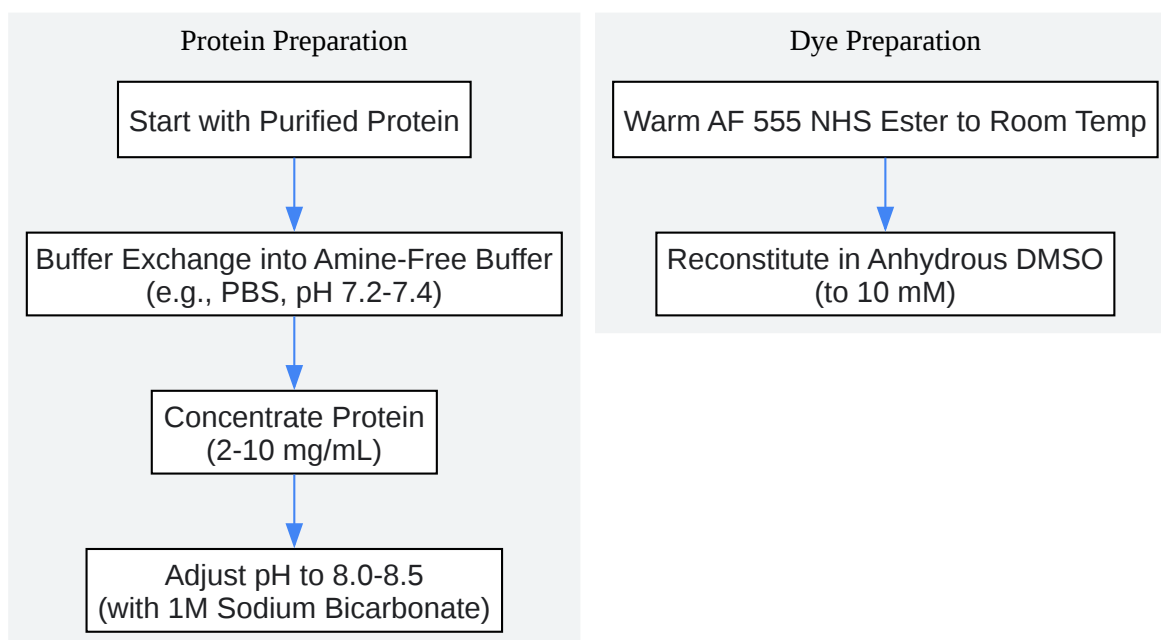 Protein Preparation
Start with Purified Protein
Buffer Exchange into Amine-Free Buffer
(e.g., PBS, pH 7.2-7.4)
Concentrate Protein
(2-10 mg/mL)
Adjust pH to 8.0-8.5
(with 1M Sodium Bicarbonate)
Dye Preparation
Warm AF 555 NHS Ester to Room Temp
Reconstitute in Anhydrous DMSO
(to 10 mM)